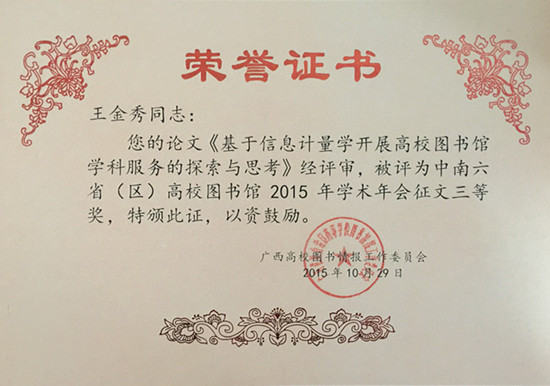 荣誉证书
王金秀同志：
您的论文《基于信息计量学开展高校图书馆
学科服务的探索与思考》经评审，被评为中南六
省（区）高校图书馆 2015 年学术年会征文三等
奖，特颁此证，以资鼓励。
广西高校图书情报工作委员会
2015 年 10 月 29 日